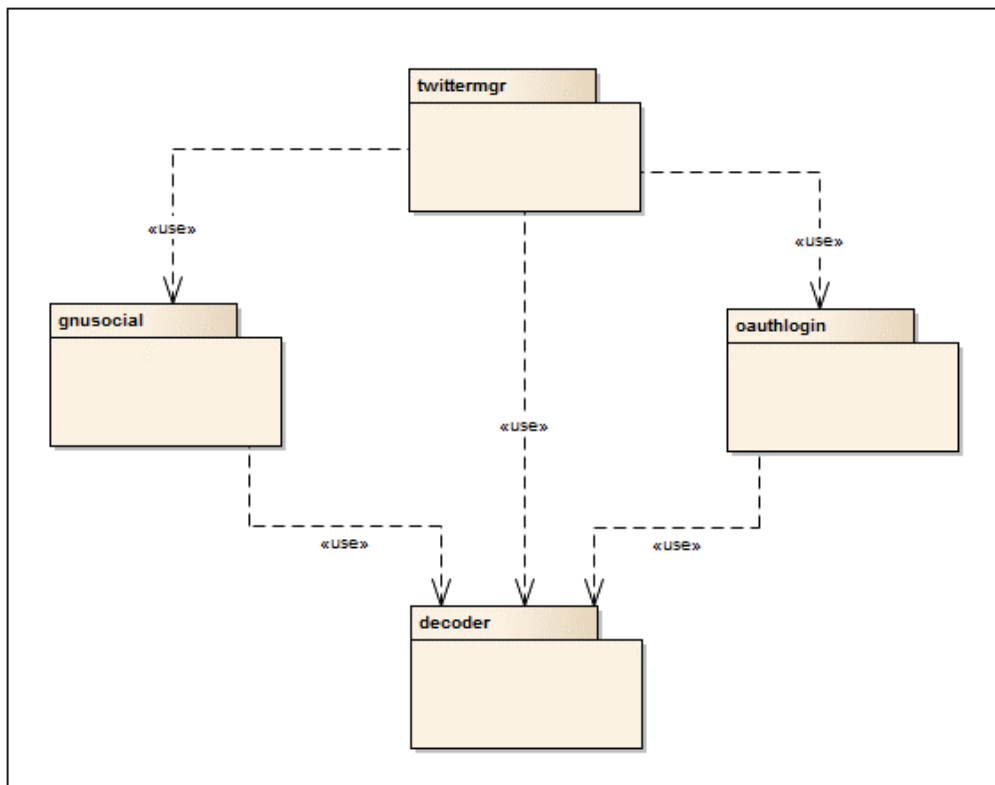 twittermgr
«use»
«use»
gnusocial
oauthlogin
«use»
«use»
«use»
decoder